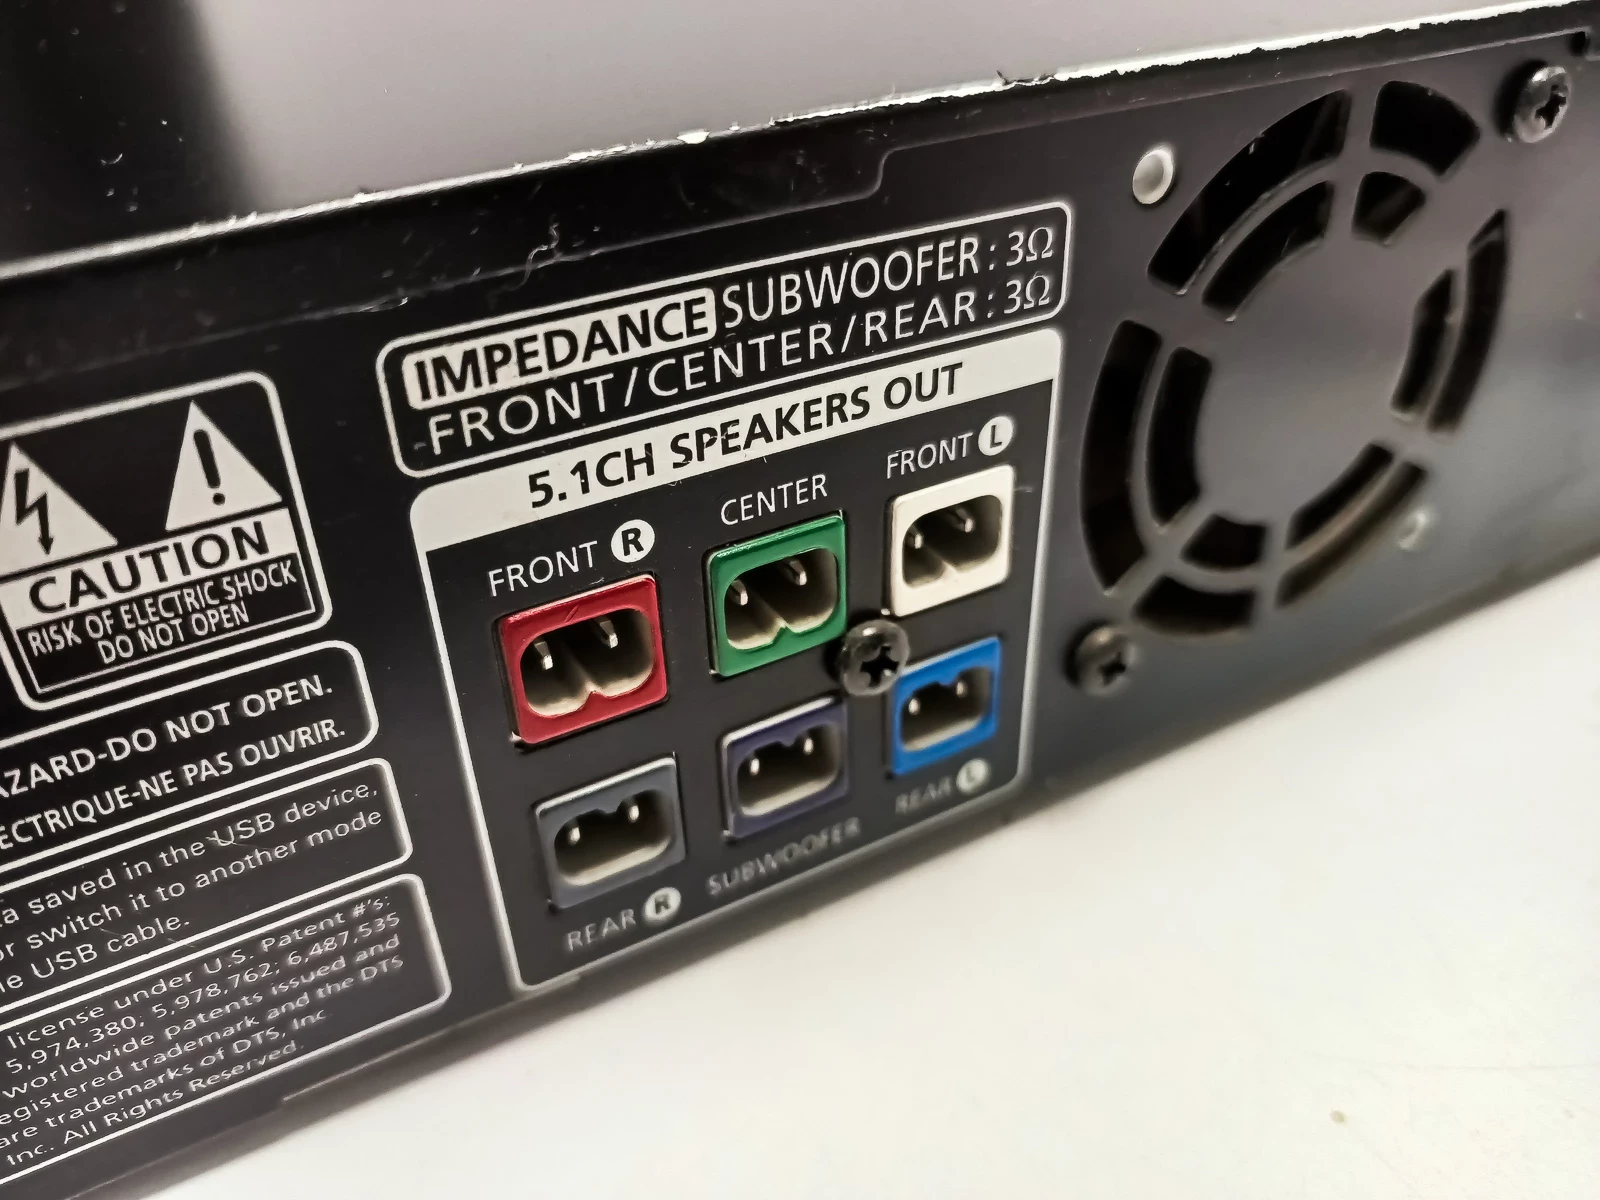 IMPEDANCE SUBWOOFER : 3Ω
FRONT/CENTER/REAR : 3Ω
5.1CH SPEAKERS OUT
FRONT R
CENTER
FRONT L
REAR R
SUBWOOFER
REAR L
CAUTION
RISK OF ELECTRIC SHOCK
DO NOT OPEN
AZARD-DO NOT OPEN.
ECTRIQUE-NE PAS OUVRIR.
a saved in the USB device,
or switch it to another mode
le USB cable.
license under U.S. Patent #'s:
5,974,380; 5,978,762; 6,487,535
worldwide patents issued and
egistered trademark and the DTS
are trademarks of DTS, Inc
Inc. All Rights Reserved.